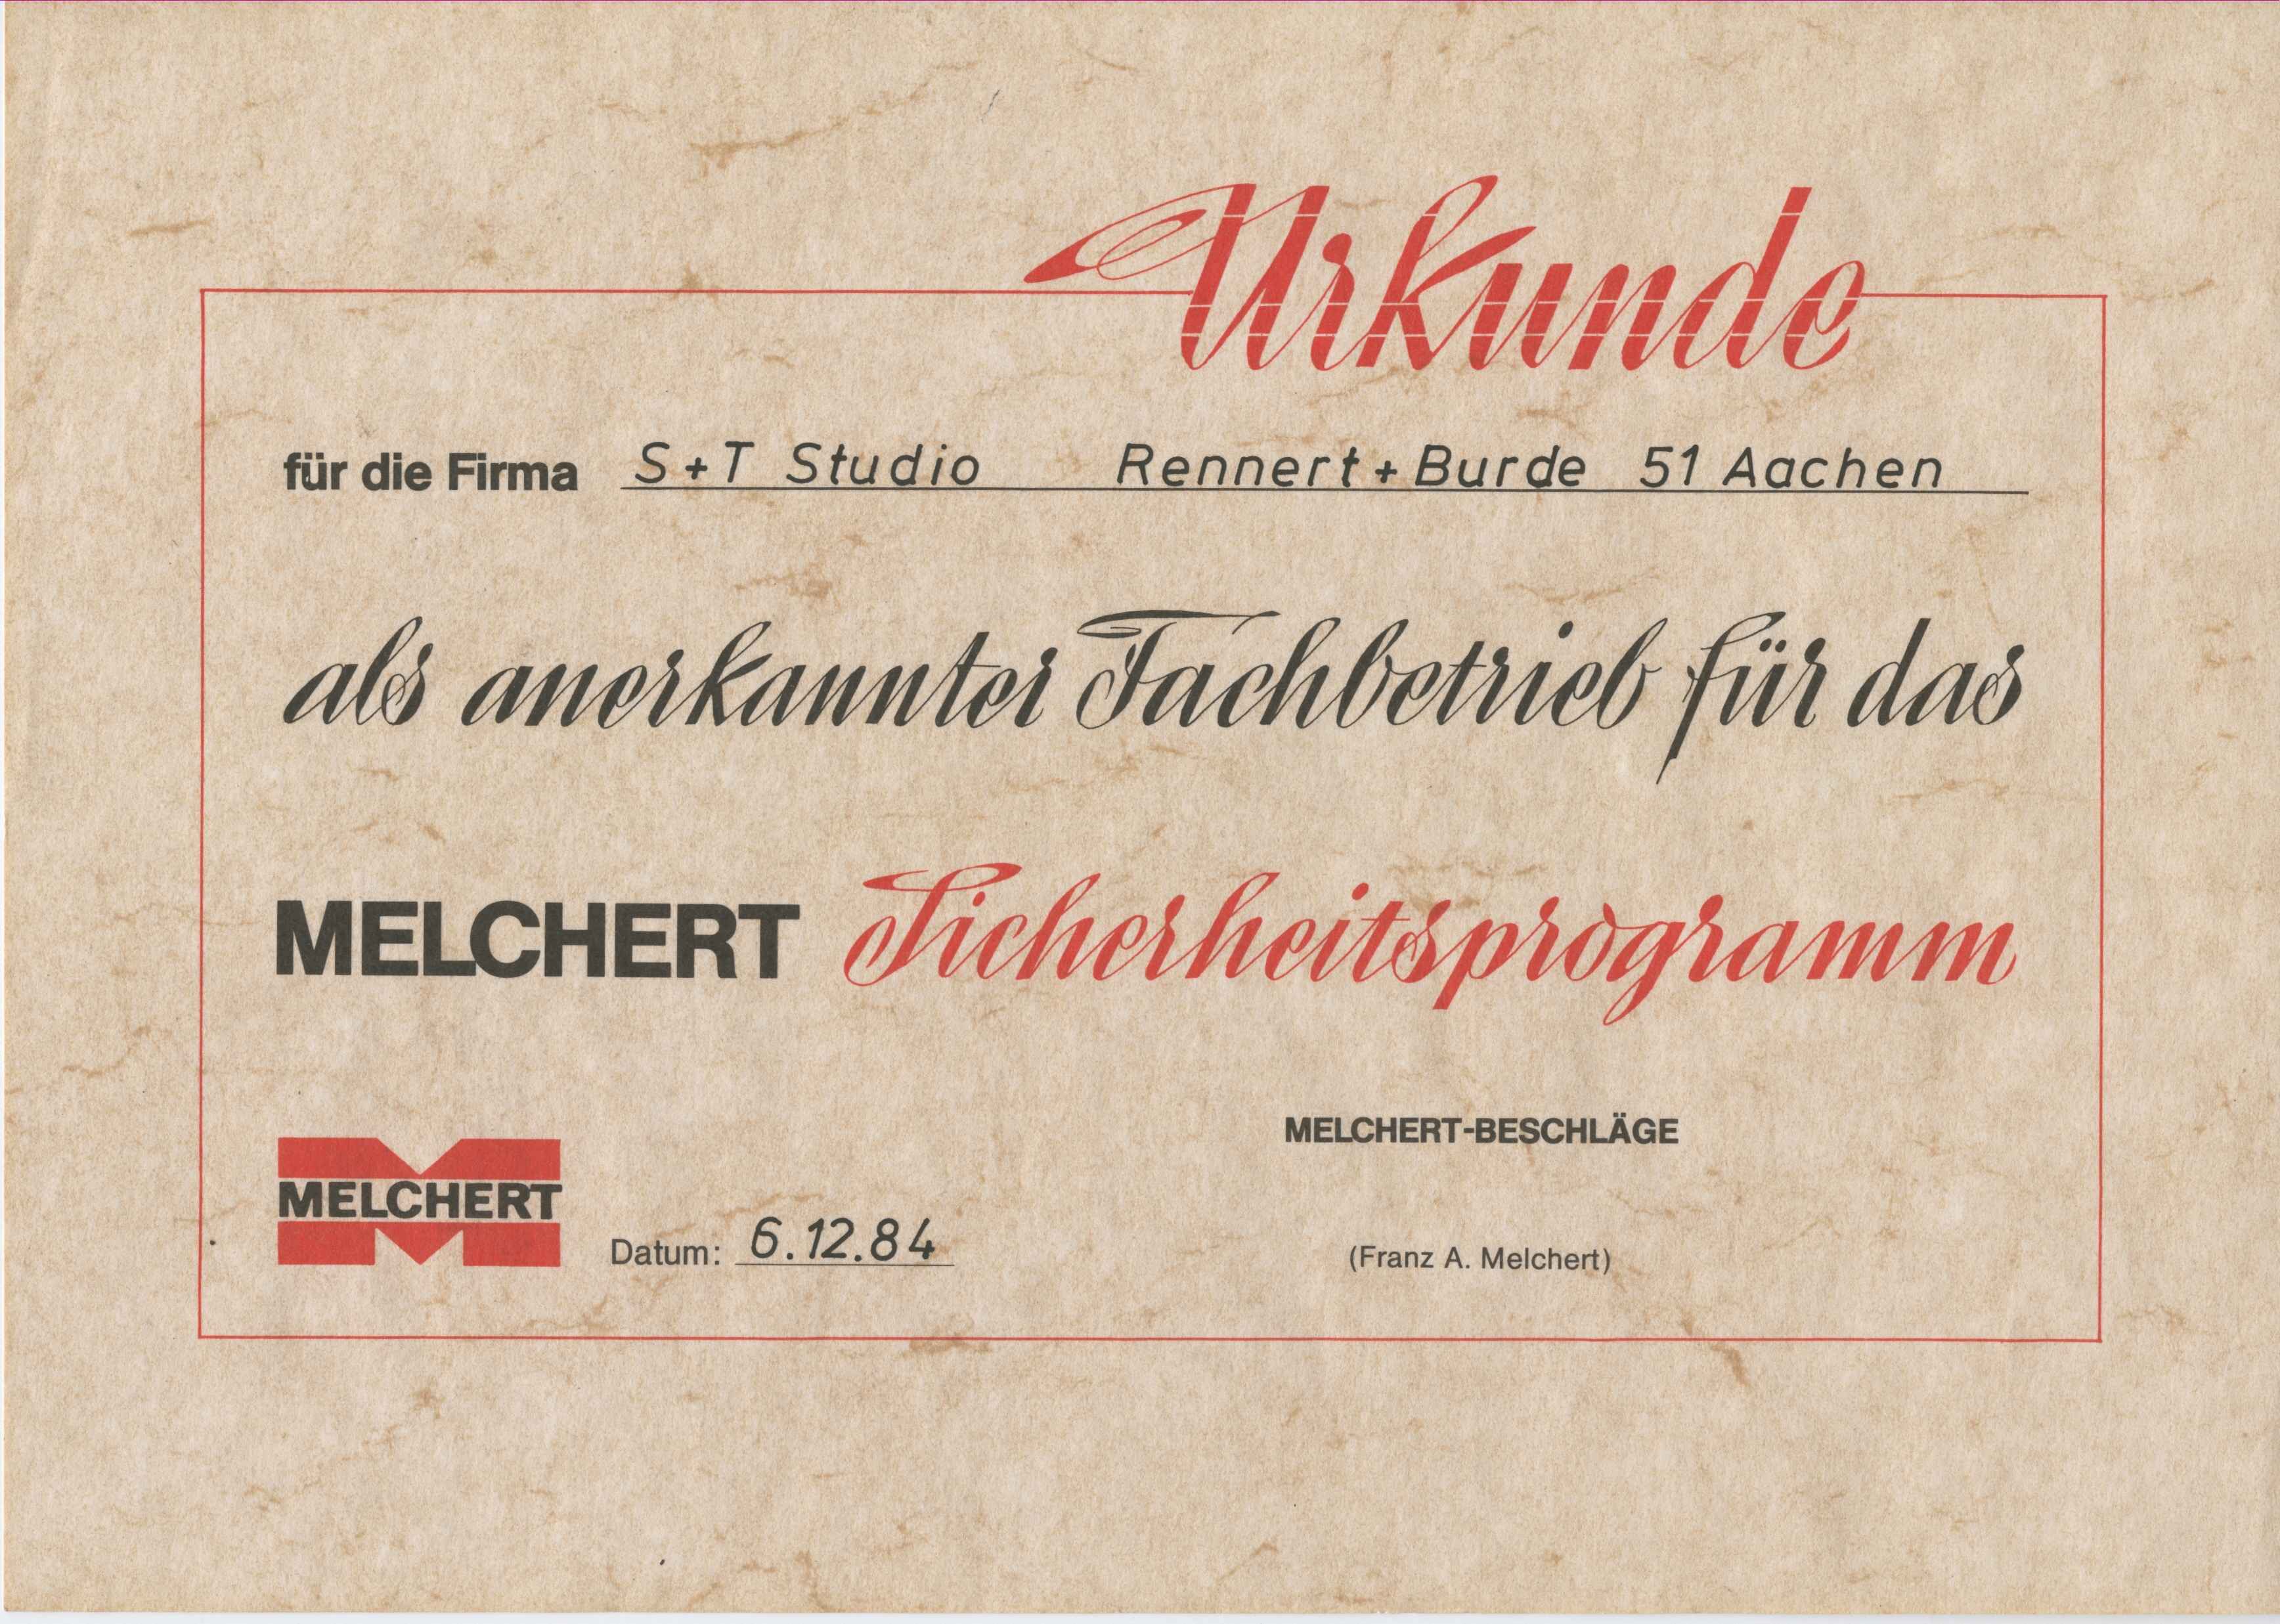 Urkunde
für die Firma S+T Studio Rennert + Burde 51 Aachen
als anerkannter Fachbetrieb für das
MELCHERT Sicherheitsprogramm
MELCHERT-BESCHLÄGE
MELCHERT
Datum: 6.12.84
(Franz A. Melchert)